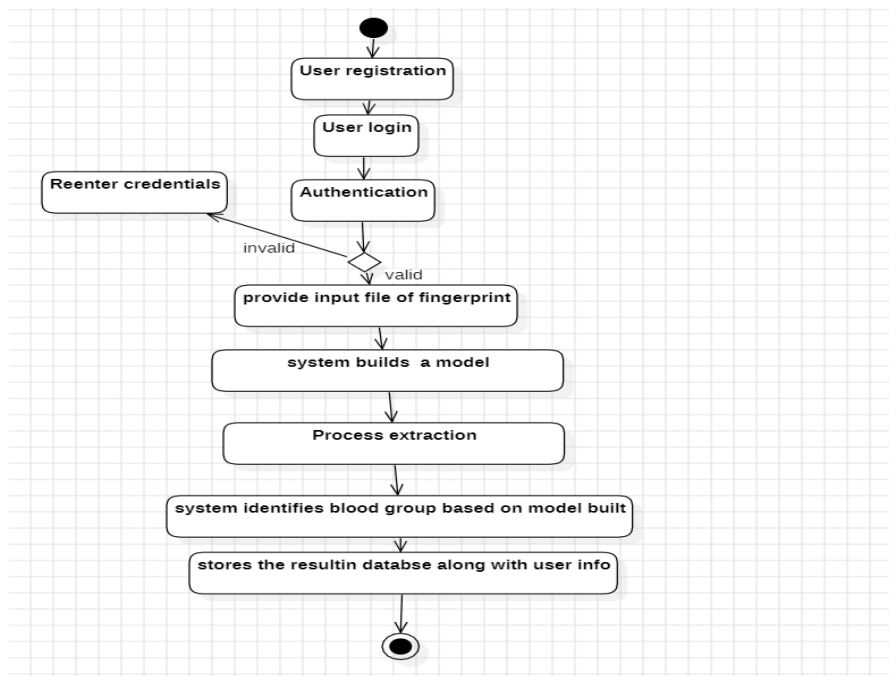 User registration
User login
Reenter credentials
Authentication
invalid
valid
provide input file of fingerprint
system builds  a model
Process extraction
system identifies blood group based on model built
stores the resultin databse along with user info